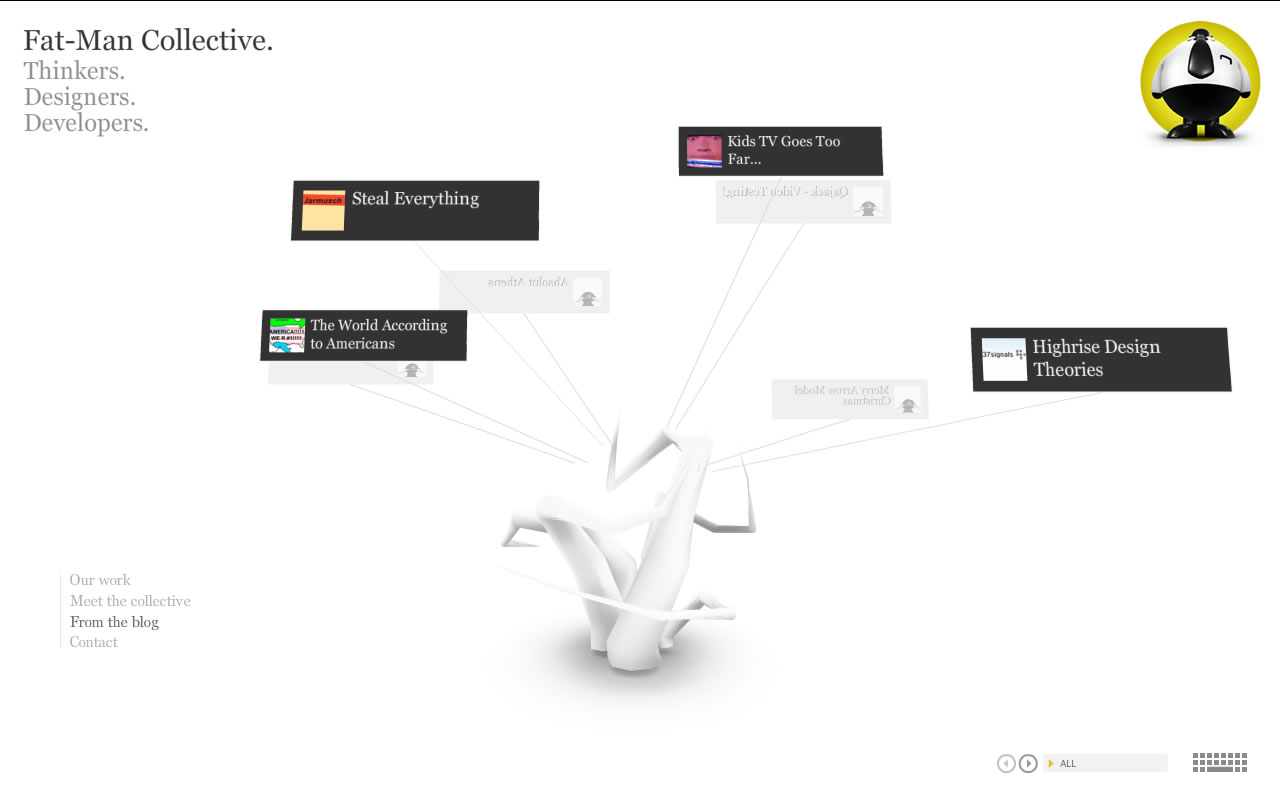 Fat-Man Collective.
Thinkers.
Designers.
Developers.
Kids TV Goes Too
Far...
Qajack - Video Testing!
Jarmusch
Steal Everything
Absolut Athens
AMERICA!!!!!
WE R #!!!!!!
The World According
to Americans
37signals
Highrise Design
Theories
Merry Arrow Model
Christmas
Our work
Meet the collective
From the blog
Contact
ALL